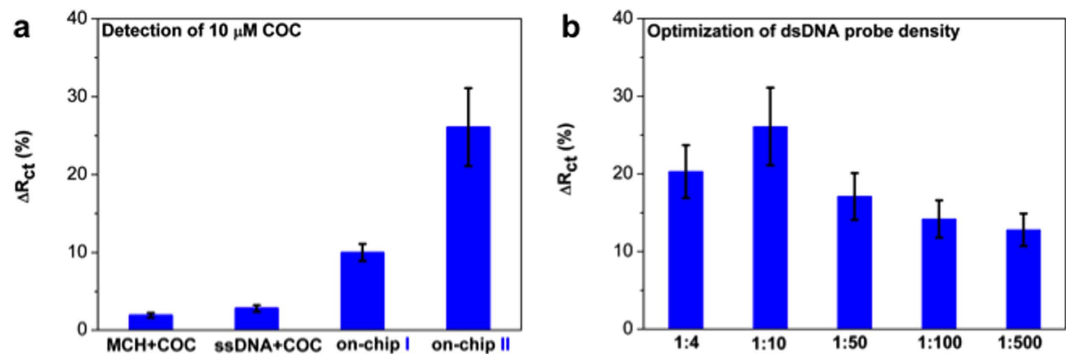 a
Detection of 10 μM COC
40
30
20
10
0
ΔRct (%)
MCH+COC ssDNA+COC on-chip I on-chip II
b
Optimization of dsDNA probe density
40
30
20
10
0
ΔRct (%)
1:4 1:10 1:50 1:100 1:500